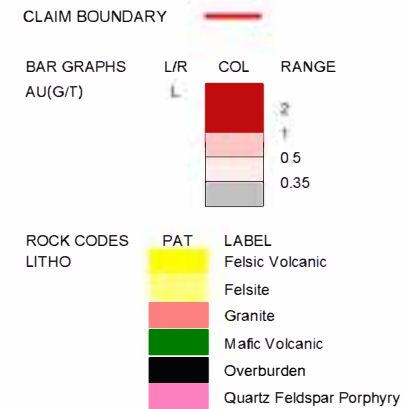 CLAIM BOUNDARY
BAR GRAPHS L/R COL RANGE
AU(G/T) L
2
1
0.5
0.35
ROCK CODES PAT LABEL
LITHO Felsic Volcanic
Felsite
Granite
Mafic Volcanic
Overburden
Quartz Feldspar Porphyry